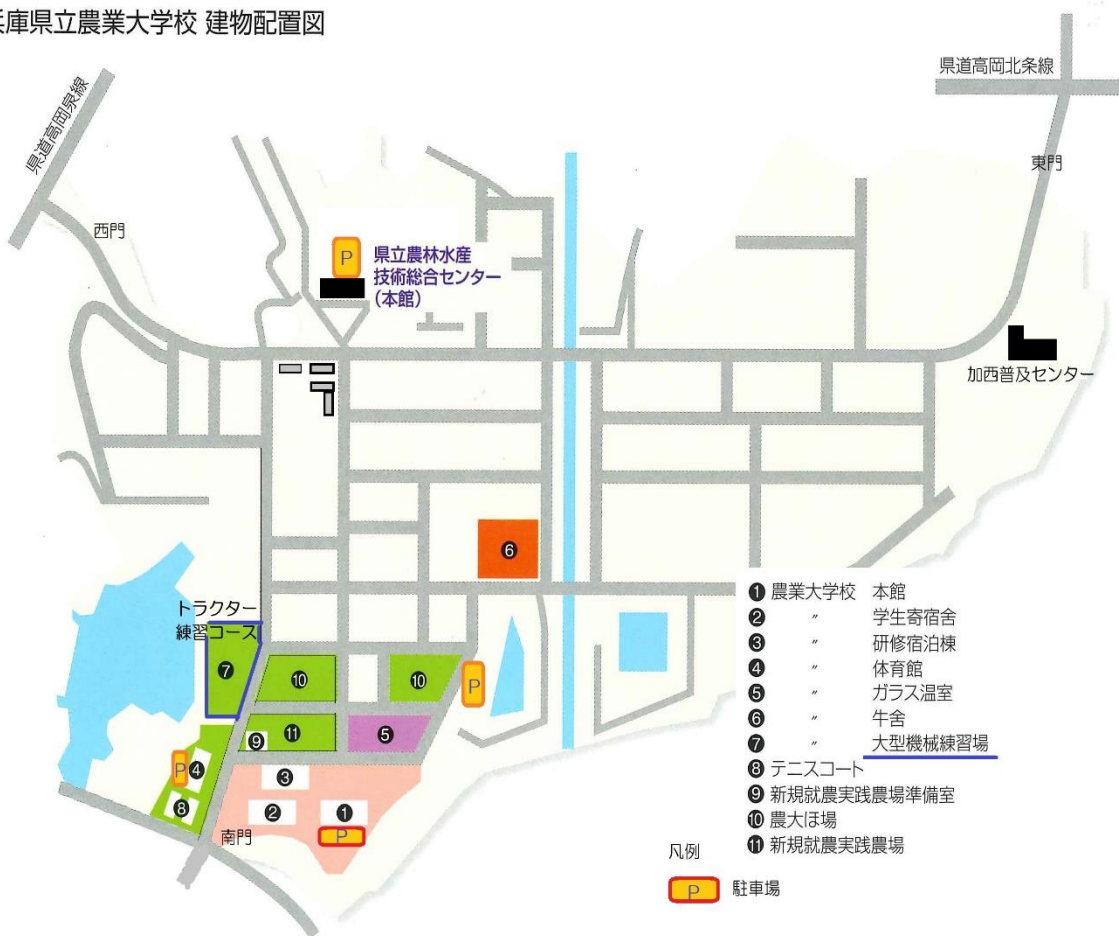 兵庫県立農業大学校 建物配置図
県道高岡北条線
県道高岡泉線
東門
西門
P
県立農林水産
技術総合センター
(本館)
加西普及センター
6
トラクター
練習コース
7
10
10
P
9
11
5
P
4
3
8
2
1
南門
P
❶ 農業大学校 本館
❷ 〃 学生寄宿舎
❸ 〃 研修宿泊棟
❹ 〃 体育館
❺ 〃 ガラス温室
❻ 〃 牛舎
❼ 〃 大型機械練習場
❽ テニスコート
❾ 新規就農実践農場準備室
❿ 農大ほ場
⓫ 新規就農実践農場
凡例
P 駐車場